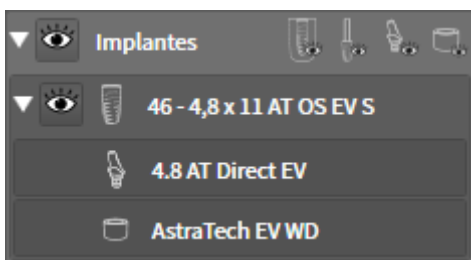 Implantes
46 - 4,8 x 11 AT OS EV S
4.8 AT Direct EV
AstraTech EV WD